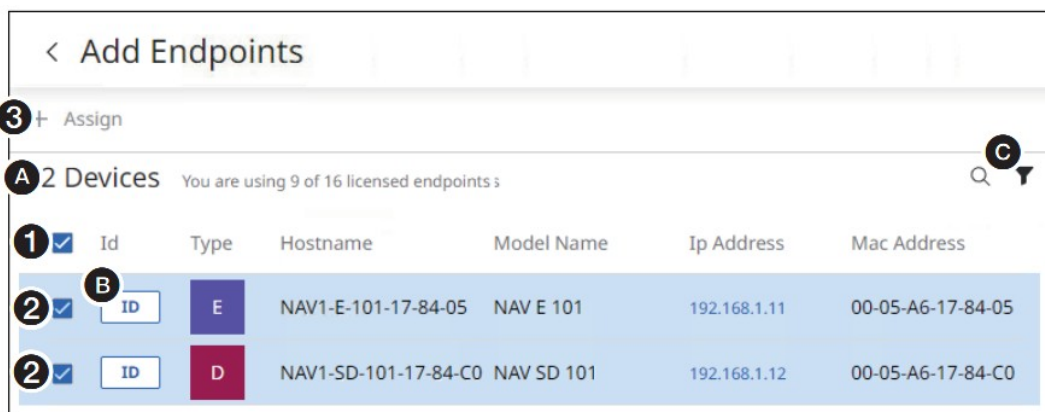 < Add Endpoints
3 + Assign
A 2 Devices You are using 9 of 16 licensed endpoints s C
1 Id Type Hostname Model Name Ip Address Mac Address
B
2 ID E NAV1-E-101-17-84-05 NAV E 101 192.168.1.11 00-05-A6-17-84-05
2 ID D NAV1-SD-101-17-84-C0 NAV SD 101 192.168.1.12 00-05-A6-17-84-C0